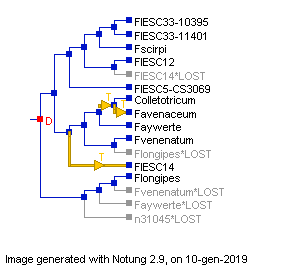 FIESC33-10395
FIESC33-11401
Fscirpi
FIESC12
FIESC14*LOST
FIESC5-CS3069
Colletotricum
T
Favenaceum
T
D
Faywerte
Fvenenatum
Flongipes*LOST
T
FIESC14
Flongipes
Fvenenatum*LOST
Faywerte*LOST
n31045*LOST
Image generated with Notung 2.9, on 10-gen-2019